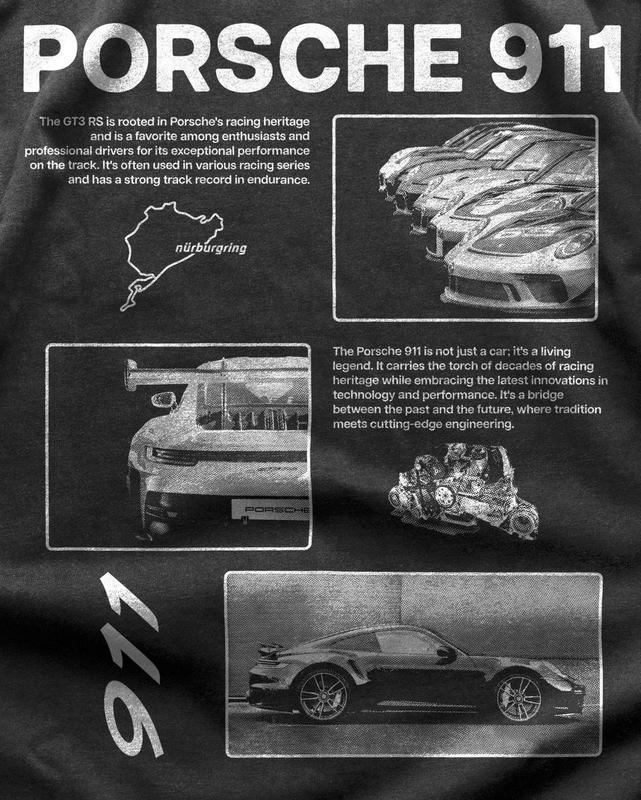 PORSCHE 911
The GT3 RS is rooted in Porsche's racing heritage
and is a favorite among enthusiasts and
professional drivers for its exceptional performance
on the track. It's often used in various racing series
and has a strong track record in endurance.
nürburgring
The Porsche 911 is not just a car; it's a living
legend. It carries the torch of decades of racing
heritage while embracing the latest innovations in
technology and performance. It's a bridge
between the past and the future, where tradition
meets cutting-edge engineering.
PORSCHE
911